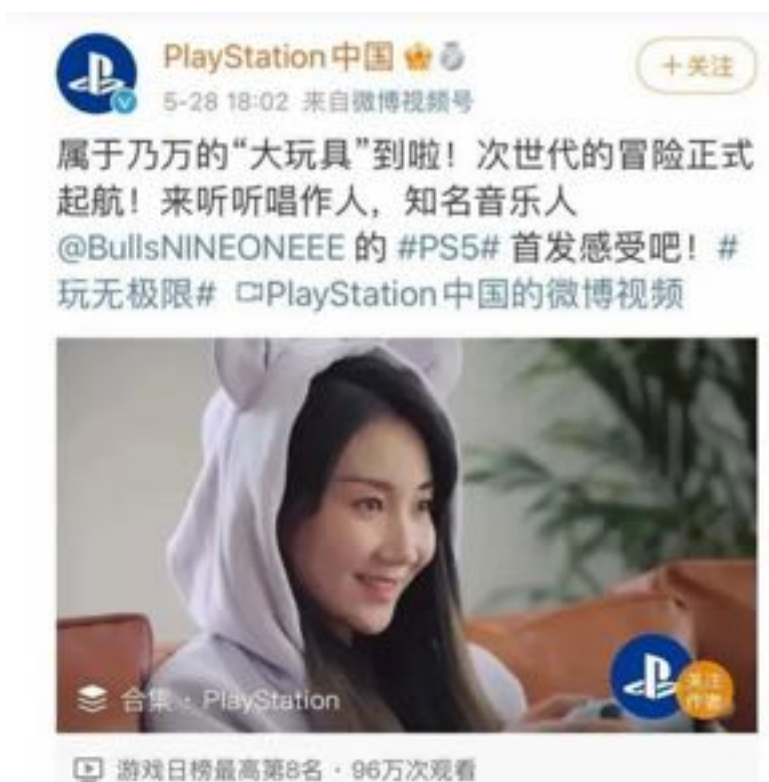 PlayStation中国
+关注
5-28 18:02 来自微博视频号
属于乃万的“大玩具”到啦！次世代的冒险正式
起航！来听听唱作人，知名音乐人
@BullsNINEONEEE 的 #PS5# 首发感受吧！#
玩无极限# PlayStation中国的微博视频
合集·PlayStation
关注
作者
游戏日榜最高第8名·96万次观看